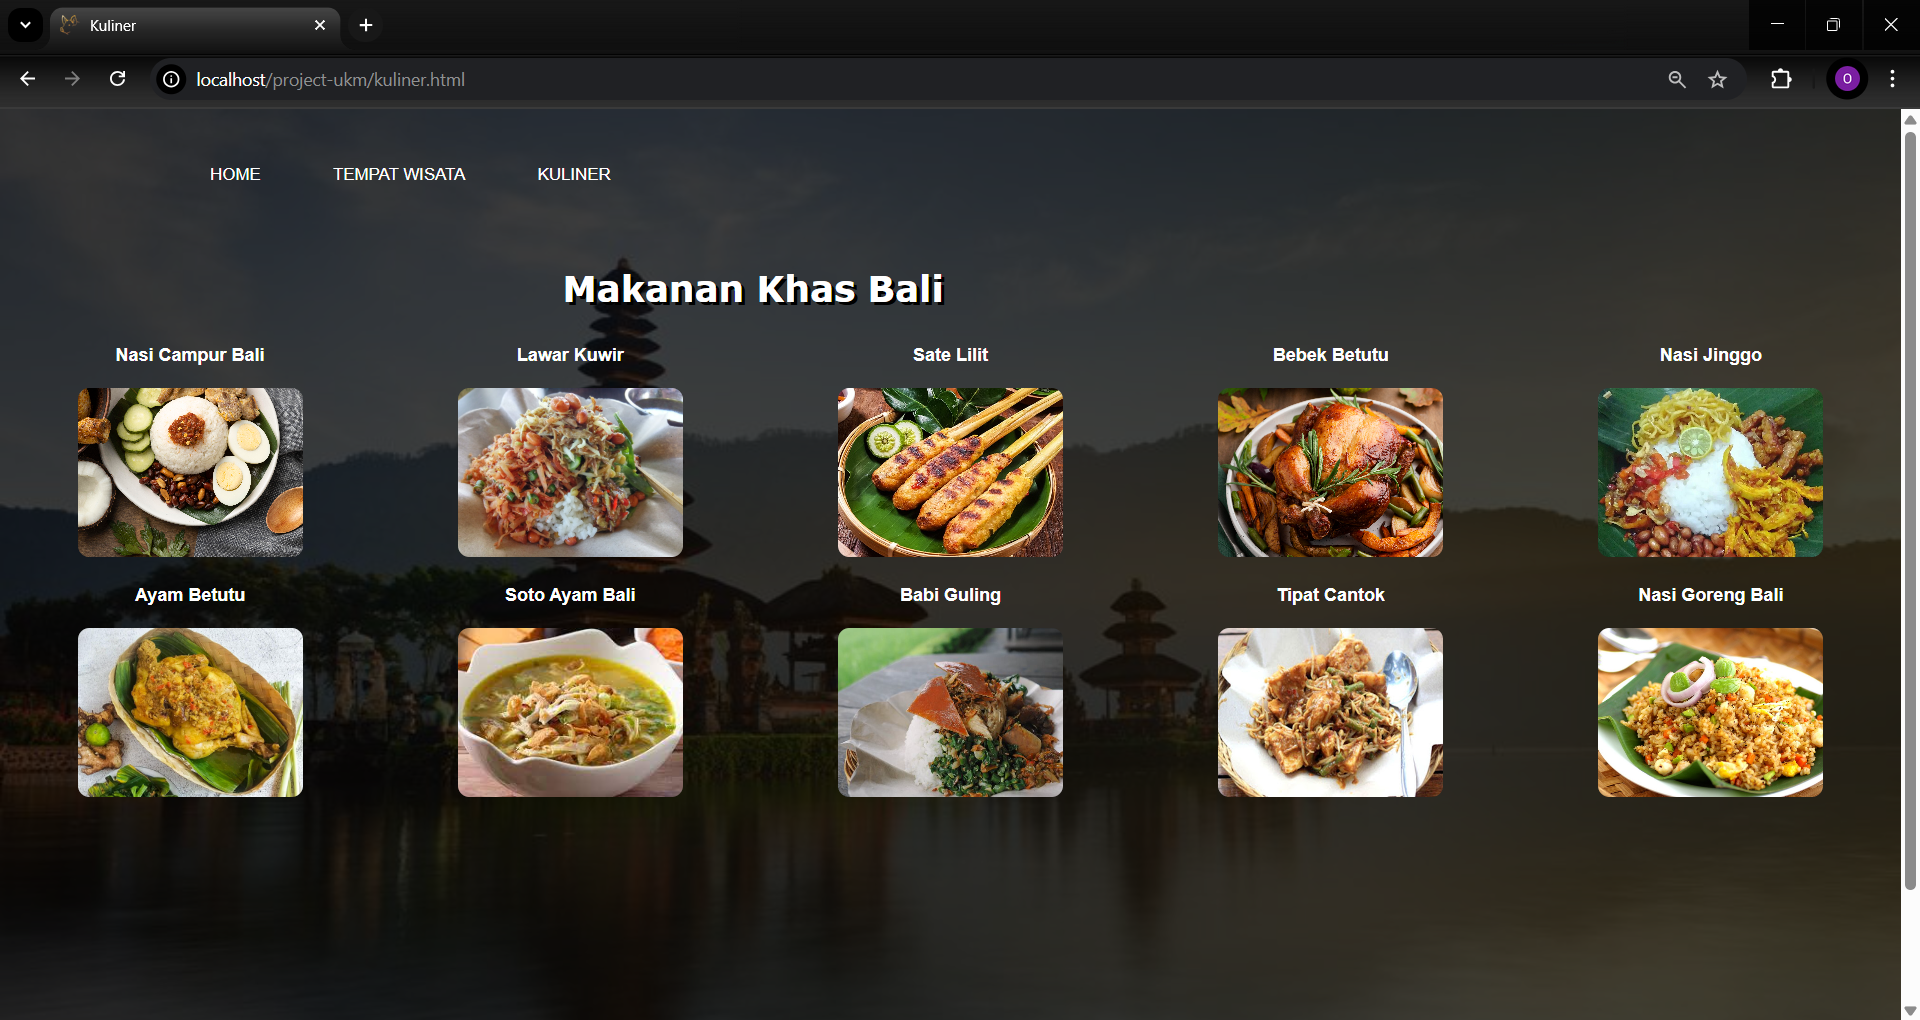 Kuliner
localhost/project-ukm/kuliner.html
O
HOME TEMPAT WISATA KULINER
Makanan Khas Bali
Nasi Campur Bali Lawar Kuwir Sate Lilit Bebek Betutu Nasi Jinggo
Ayam Betutu Soto Ayam Bali Babi Guling Tipat Cantok Nasi Goreng Bali